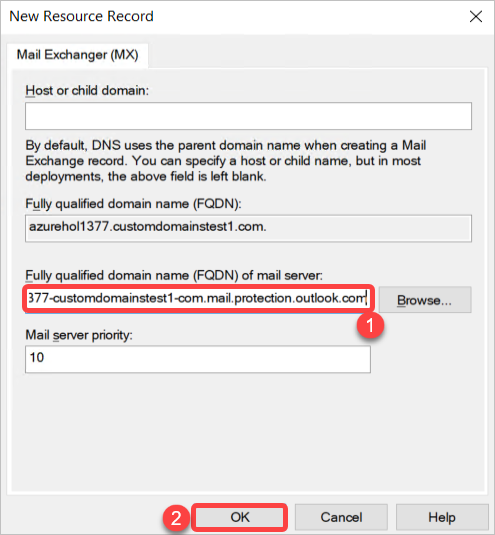 New Resource Record
Mail Exchanger (MX)
Host or child domain:
By default, DNS uses the parent domain name when creating a Mail
Exchange record. You can specify a host or child name, but in most
deployments, the above field is left blank.
Fully qualified domain name (FQDN):
azurehol1377.customdomainstest1.com.
Fully qualified domain name (FQDN) of mail server:
377-customdomainstest1-com.mail.protection.outlook.com
Browse...
1
Mail server priority:
10
2
OK
Cancel
Help